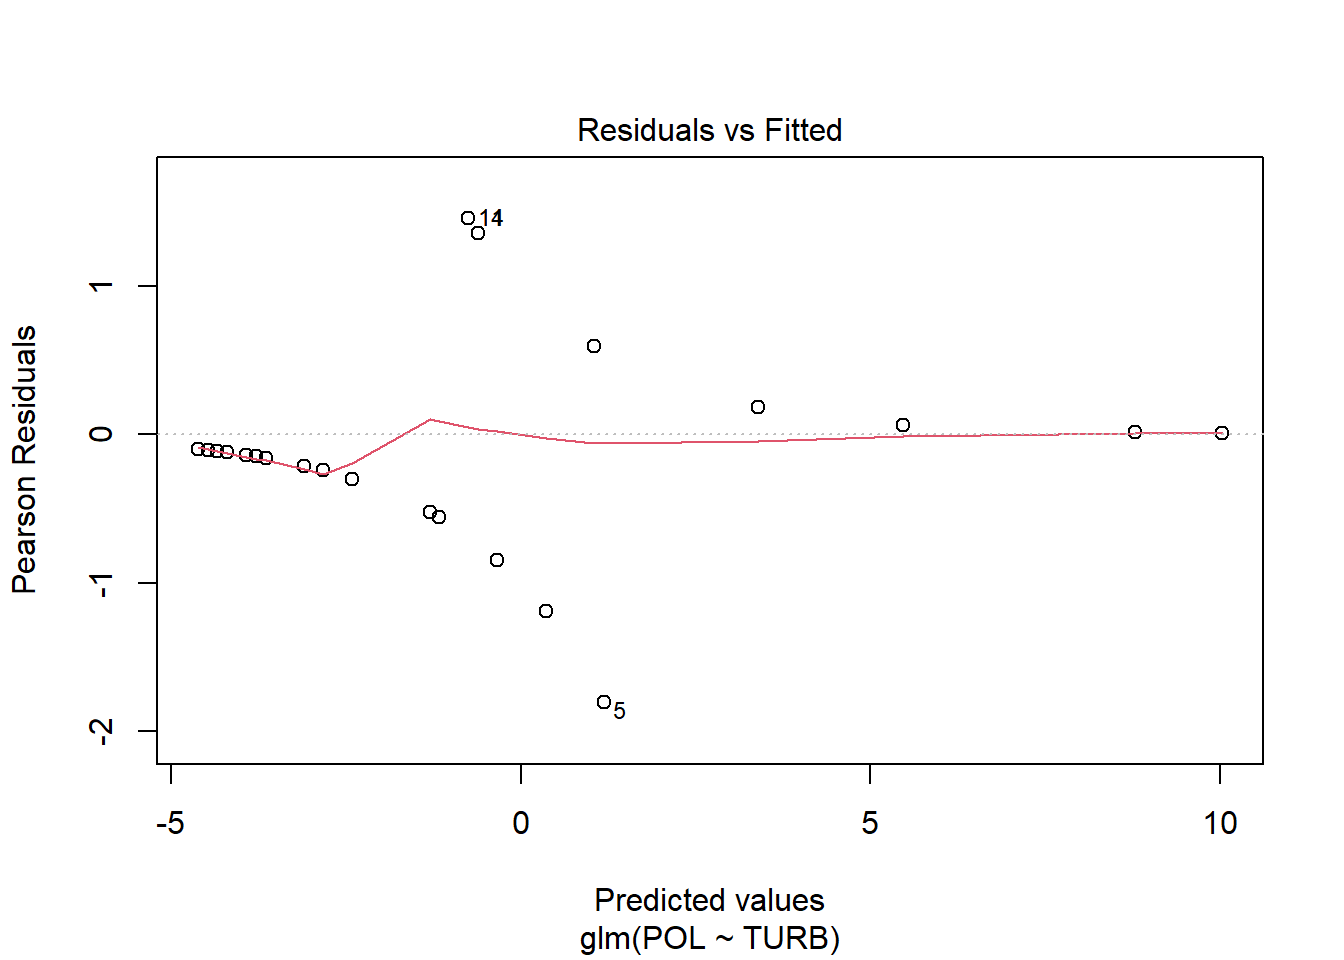 Residuals vs Fitted
Pearson Residuals
1
0
-1
-2
14
5
-5 0 5 10
Predicted values
glm(POL ~ TURB)